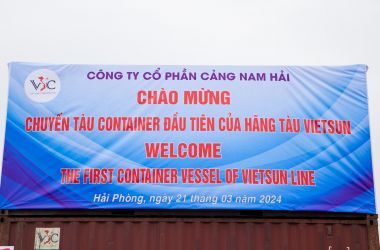 VSC
CÔNG TY CỔ PHẦN CẢNG NAM HẢI
CHÀO MỪNG
CHUYẾN TÀU CONTAINER ĐẦU TIÊN CỦA HÃNG TÀU VIETSUN
WELCOME
THE FIRST CONTAINER VESSEL OF VIETSUN LINE
Hải Phòng, ngày 21 tháng 03 năm 2024
VSC